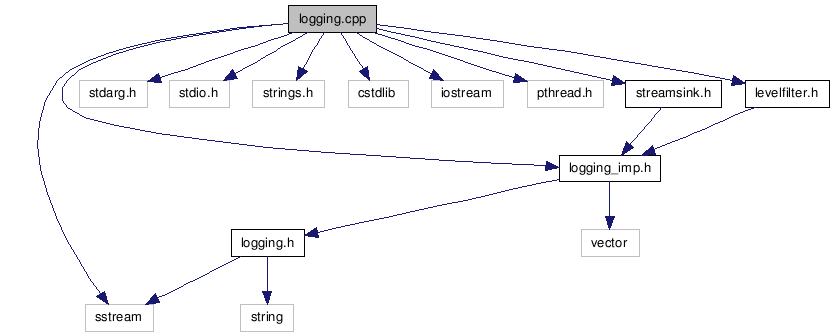 logging.cpp
stdarg.h
stdio.h
strings.h
cstdlib
iostream
pthread.h
streamsink.h
levelfilter.h
logging_imp.h
logging.h
vector
sstream
string